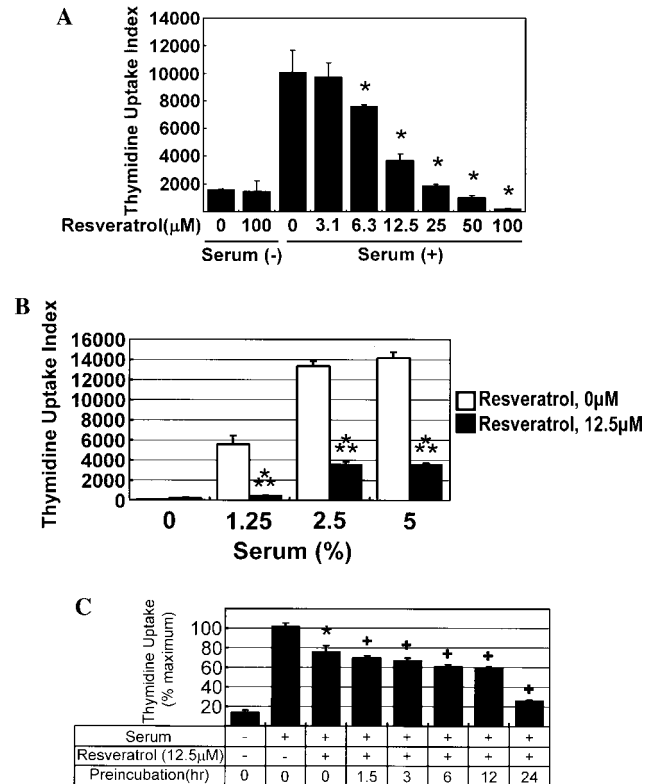 A
Thymidine Uptake Index
14000
12000
10000
8000
6000
4000
2000
* * * * *
Resveratrol(μM) 0 100 0 3.1 6.3 12.5 25 50 100
Serum (-) Serum (+)
B
Thymidine Uptake Index
16000
14000
12000
10000
8000
6000
4000
2000
0
*
** *
** *
**
0 1.25 2.5 5
Serum (%)
Resveratrol, 0μM
Resveratrol, 12.5μM
C
Thymidine Uptake
(% maximum)
100
80
60
40
20
* + + + + +
Serum - + + + + + + +
Resveratrol (12.5μM) - - + + + + + +
Preincubation(hr) 0 0 0 1.5 3 6 12 24